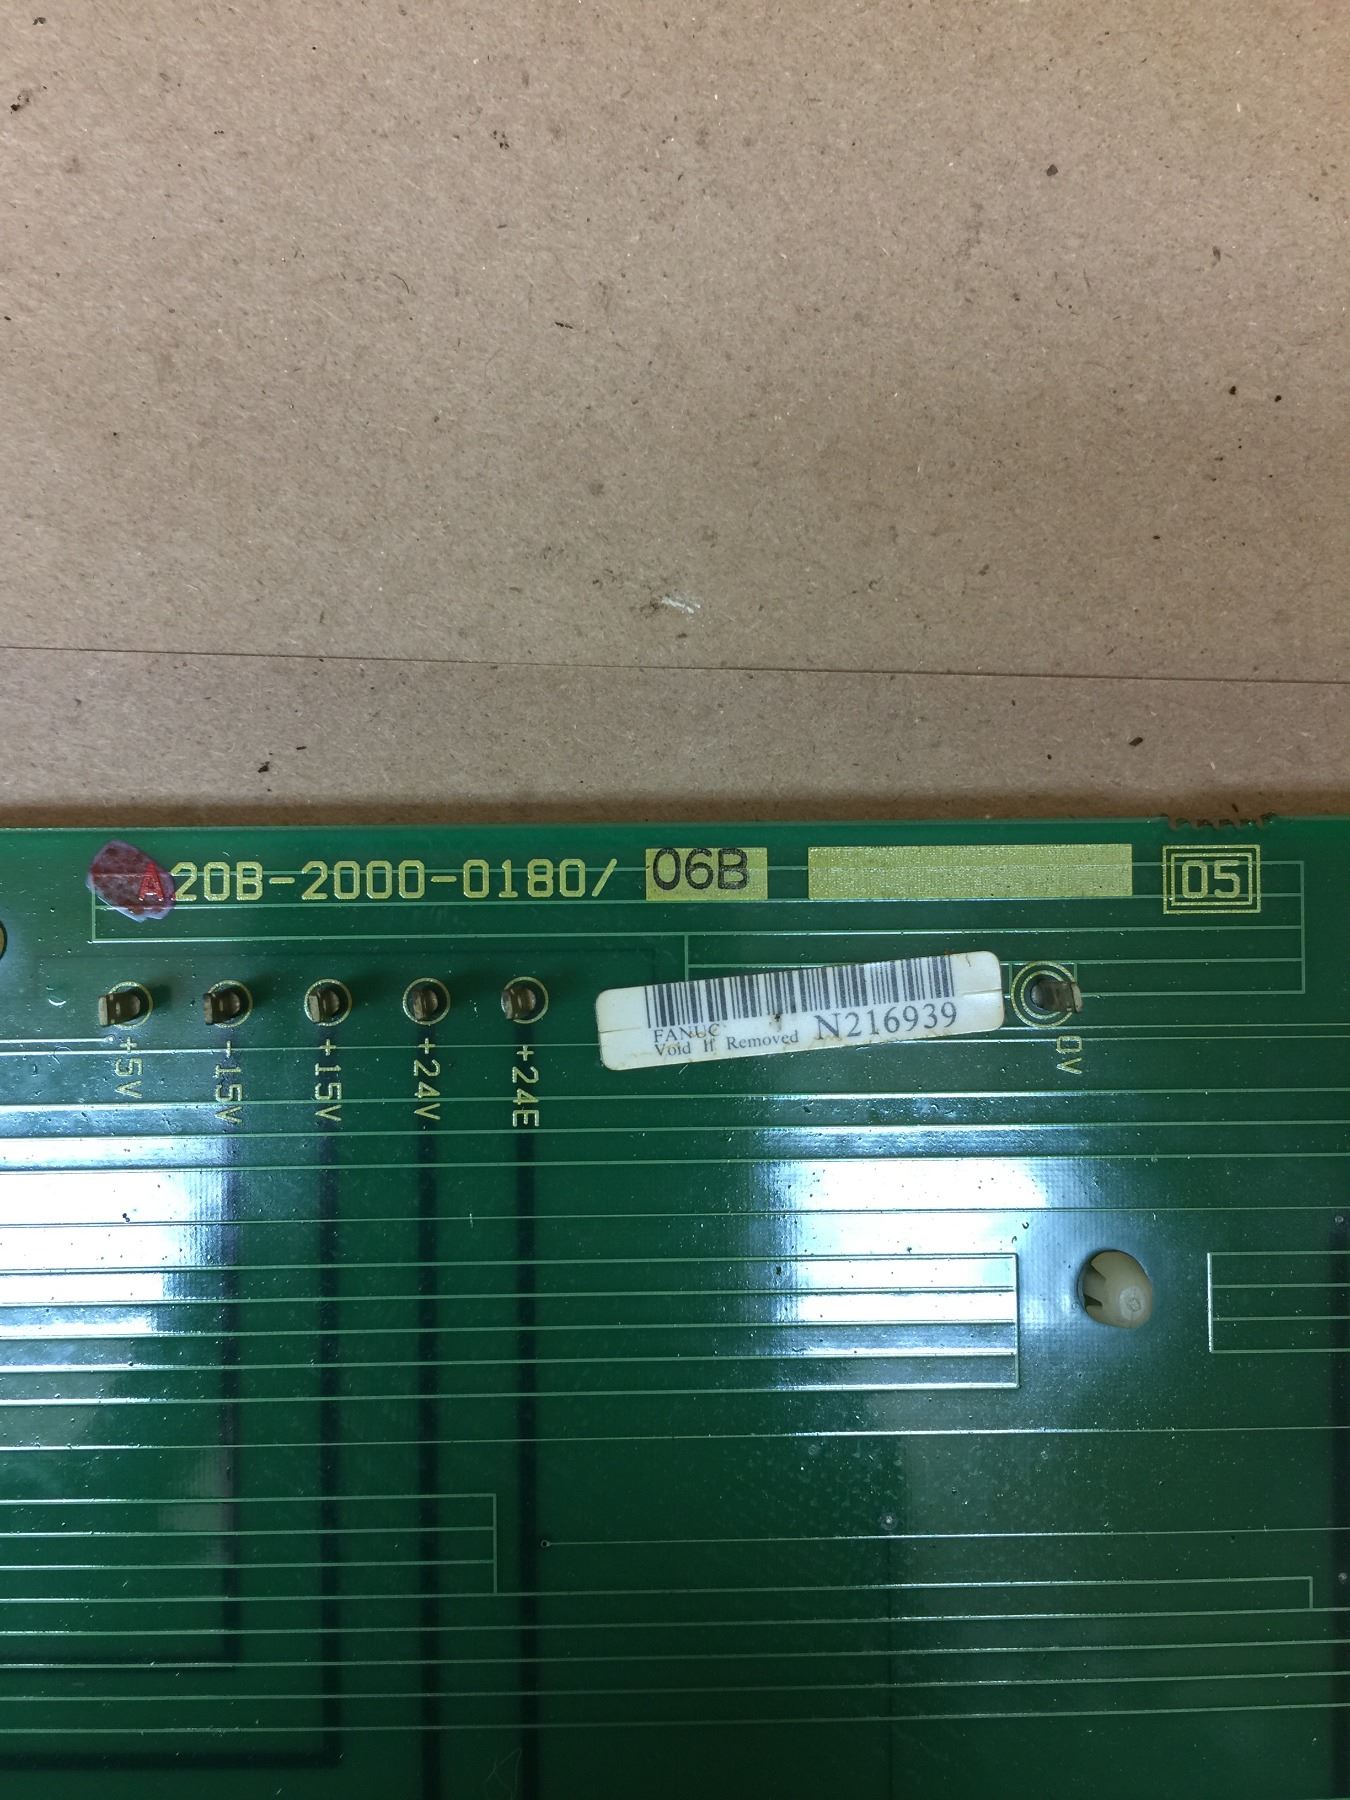 A20B-2000-0180/ 06B 05
+5V
-15V
+15V
+24V
+24E
FANUC
Void If Removed N216939
0V